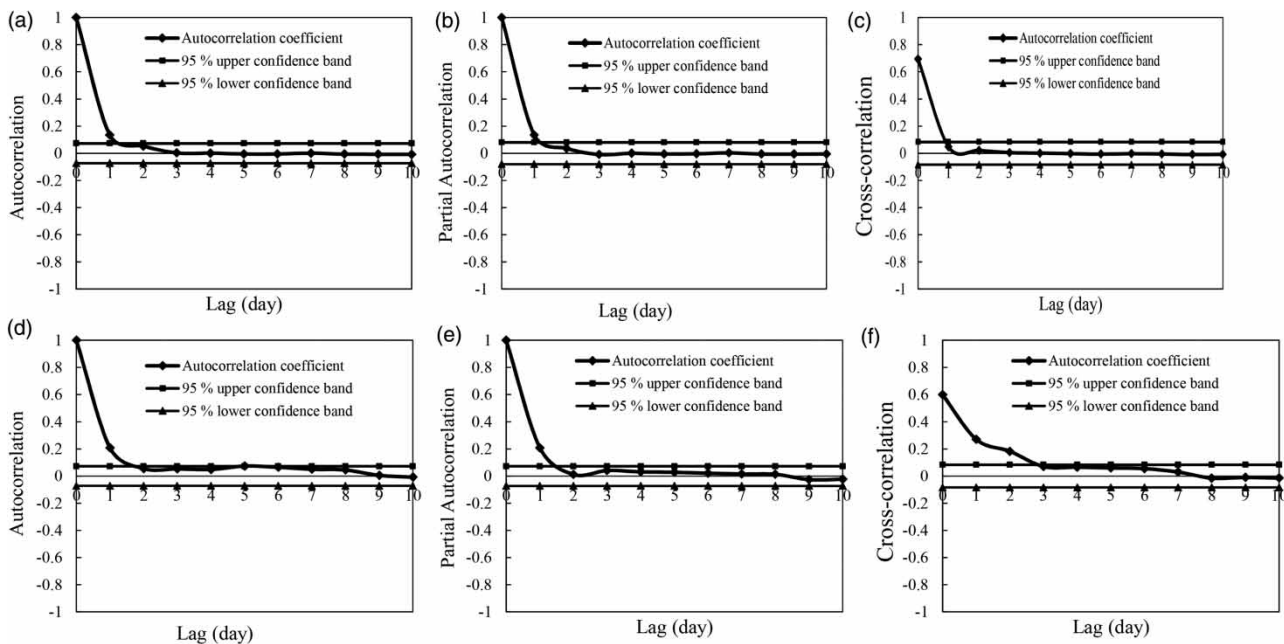 (a)
1
0.8
0.6
0.4
0.2
0
-0.2
-0.4
-0.6
-0.8
-1
Autocorrelation
Autocorrelation coefficient
95 % upper confidence band
95 % lower confidence band
0 1 2 3 4 5 6 7 8 9 10
Lag (day)
(b)
1
0.8
0.6
0.4
0.2
0
-0.2
-0.4
-0.6
-0.8
-1
Partial Autocorrelation
Autocorrelation coefficient
95 % upper confidence band
95 % lower confidence band
0 1 2 3 4 5 6 7 8 9 10
Lag (day)
(c)
1
0.8
0.6
0.4
0.2
0
-0.2
-0.4
-0.6
-0.8
-1
Cross-correlation
Autocorrelation coefficient
95 % upper confidence band
95 % lower confidence band
0 1 2 3 4 5 6 7 8 9 10
Lag (day)
(d)
1
0.8
0.6
0.4
0.2
0
-0.2
-0.4
-0.6
-0.8
-1
Autocorrelation
Autocorrelation coefficient
95 % upper confidence band
95 % lower confidence band
0 1 2 3 4 5 6 7 8 9 10
Lag (day)
(e)
1
0.8
0.6
0.4
0.2
0
-0.2
-0.4
-0.6
-0.8
-1
Partial Autocorrelation
Autocorrelation coefficient
95 % upper confidence band
95 % lower confidence band
0 1 2 3 4 5 6 7 8 9 10
Lag (day)
(f)
1
0.8
0.6
0.4
0.2
0
-0.2
-0.4
-0.6
-0.8
-1
Cross-correlation
Autocorrelation coefficient
95 % upper confidence band
95 % lower confidence band
0 1 2 3 4 5 6 7 8 9 10
Lag (day)